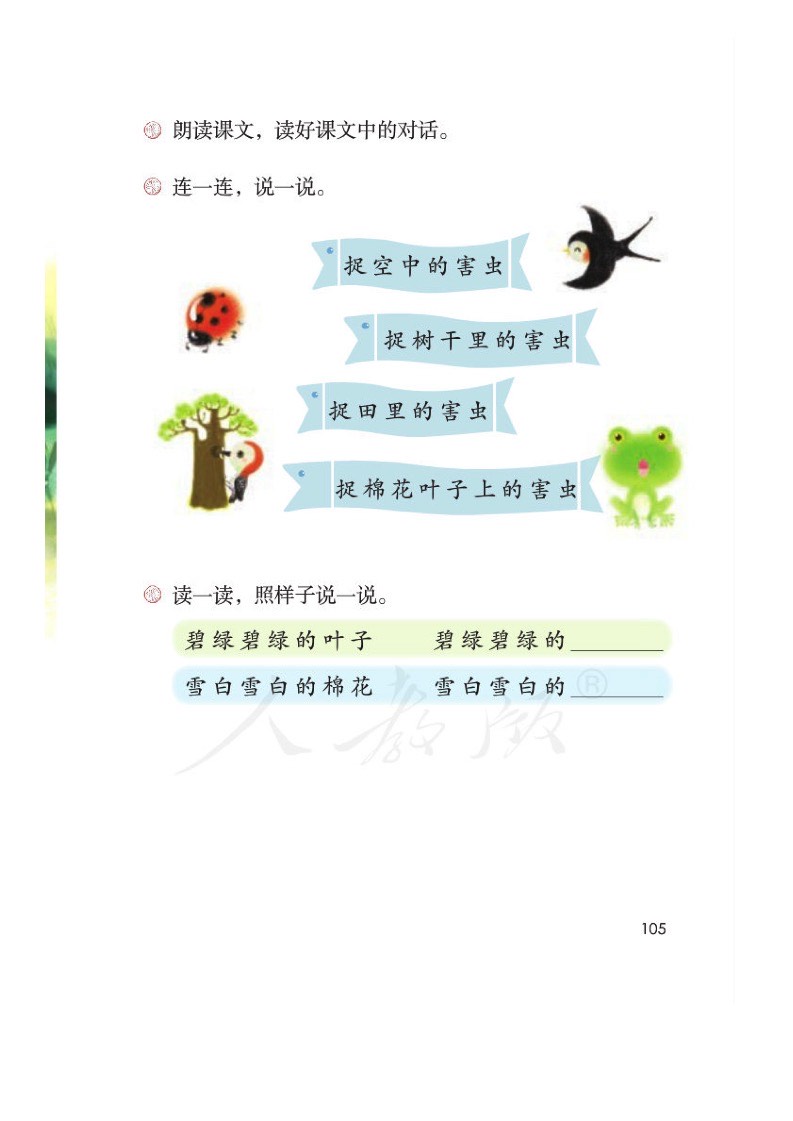 朗读课文，读好课文中的对话。
连一连，说一说。
捉空中的害虫
捉树干里的害虫
捉田里的害虫
捉棉花叶子上的害虫
读一读，照样子说一说。
碧绿碧绿的叶子 碧绿碧绿的______
雪白雪白的棉花 雪白雪白的______
人教版®
105